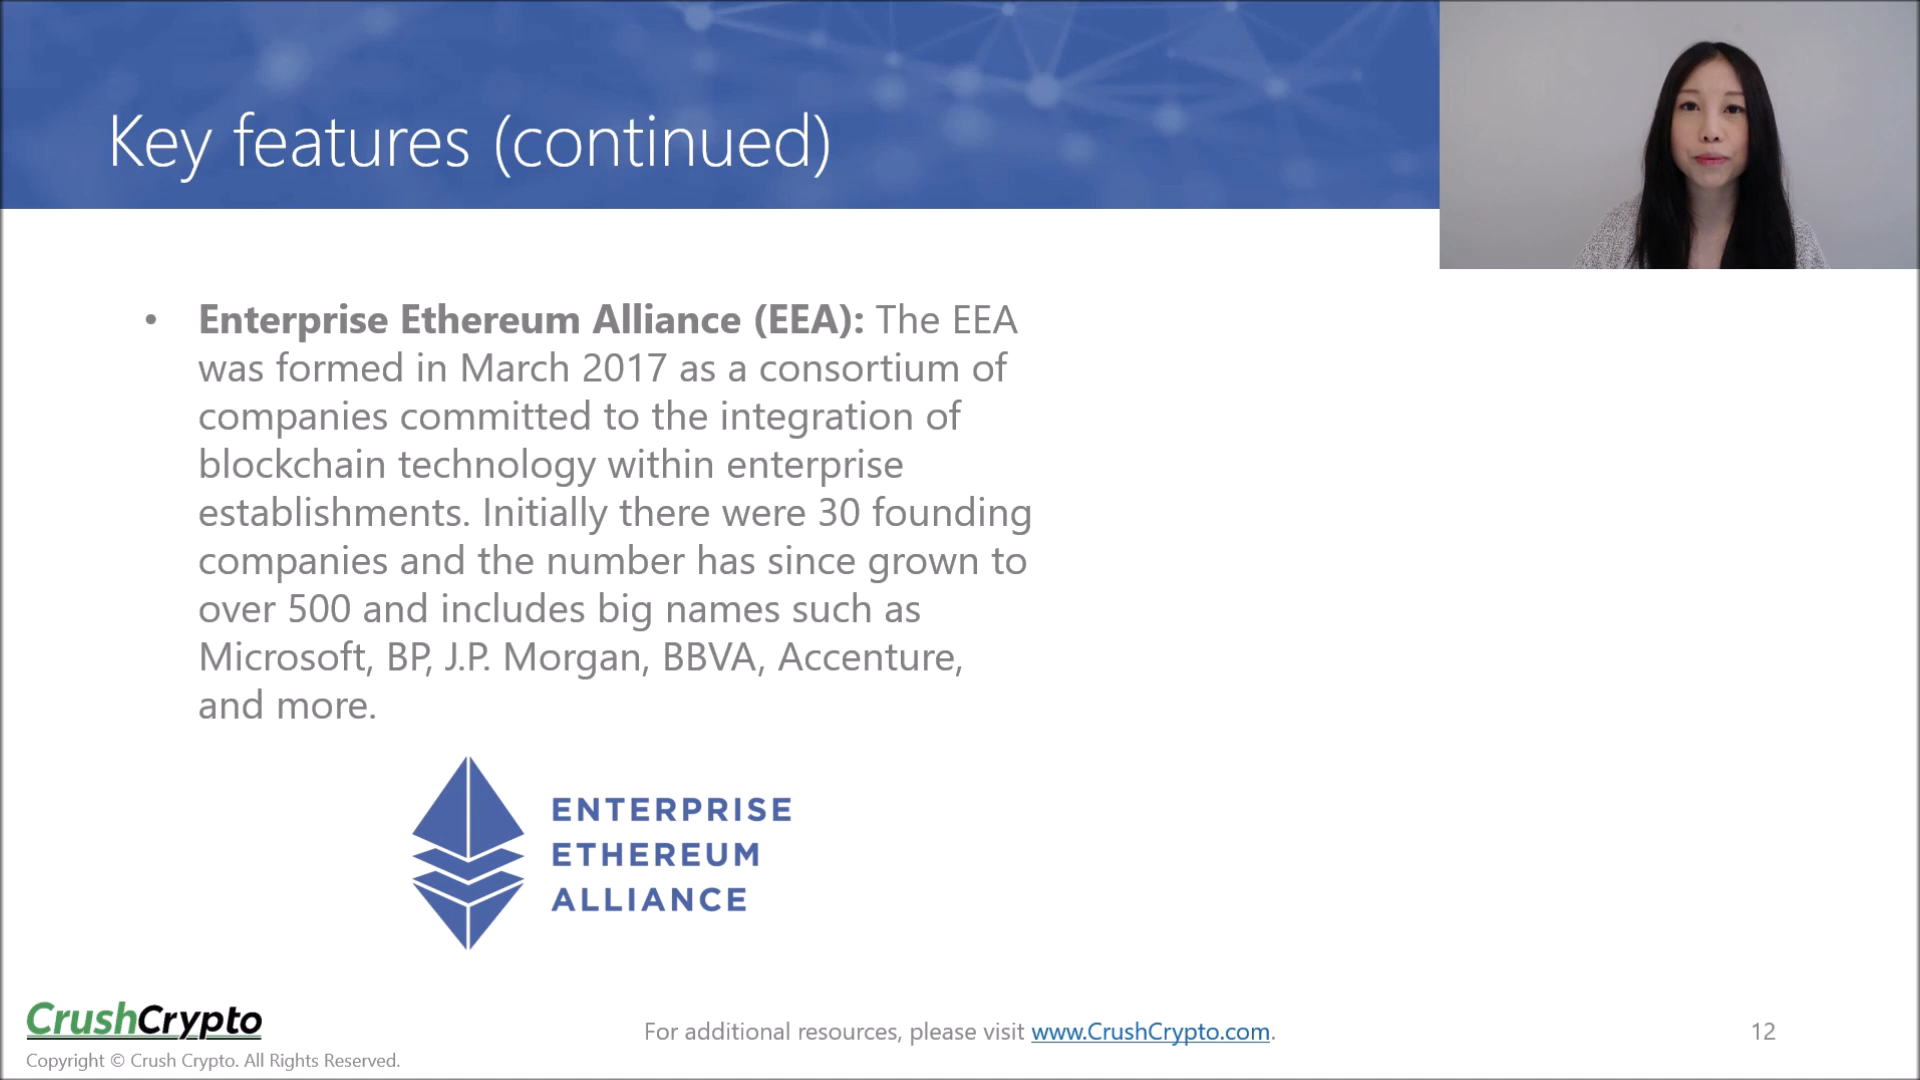 Key features (continued)
• Enterprise Ethereum Alliance (EEA): The EEA
was formed in March 2017 as a consortium of
companies committed to the integration of
blockchain technology within enterprise
establishments. Initially there were 30 founding
companies and the number has since grown to
over 500 and includes big names such as
Microsoft, BP, J.P. Morgan, BBVA, Accenture,
and more.
ENTERPRISE
ETHEREUM
ALLIANCE
CrushCrypto
Copyright © Crush Crypto. All Rights Reserved.
For additional resources, please visit www.CrushCrypto.com.
12